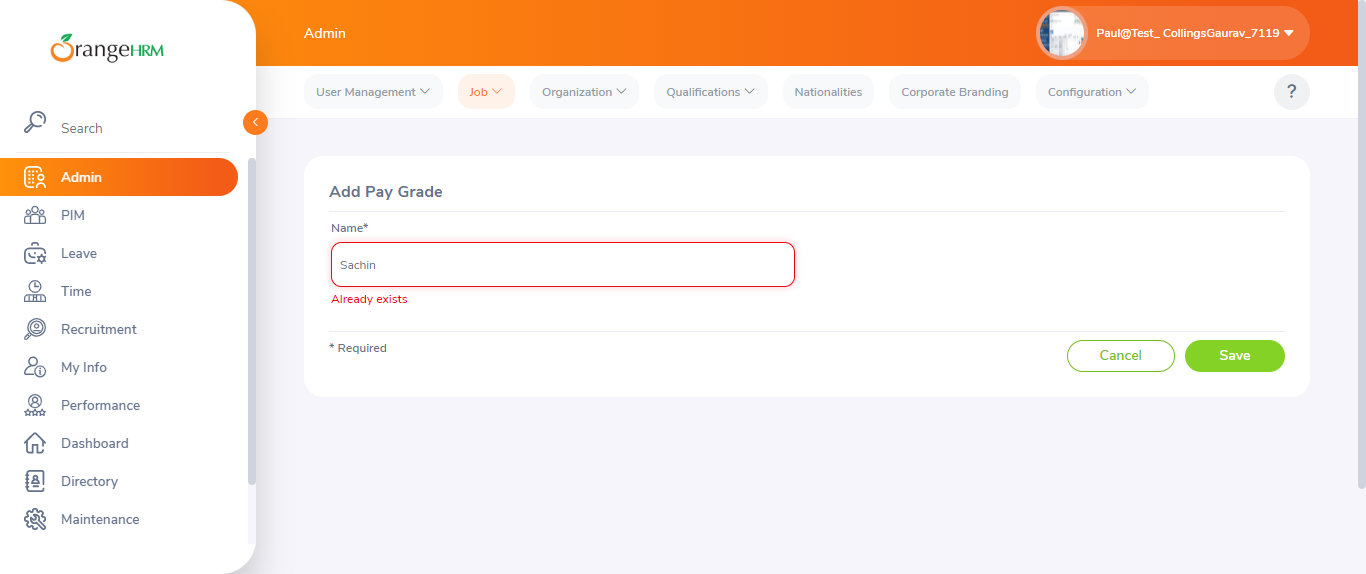 OrangeHRM
Admin
Paul@Test_ CollingsGaurav_7119
User Management
Job
Organization
Qualifications
Nationalities
Corporate Branding
Configuration
?
Search
Admin
PIM
Leave
Time
Recruitment
My Info
Performance
Dashboard
Directory
Maintenance
Add Pay Grade
Name*
Sachin
Already exists
* Required
Cancel
Save